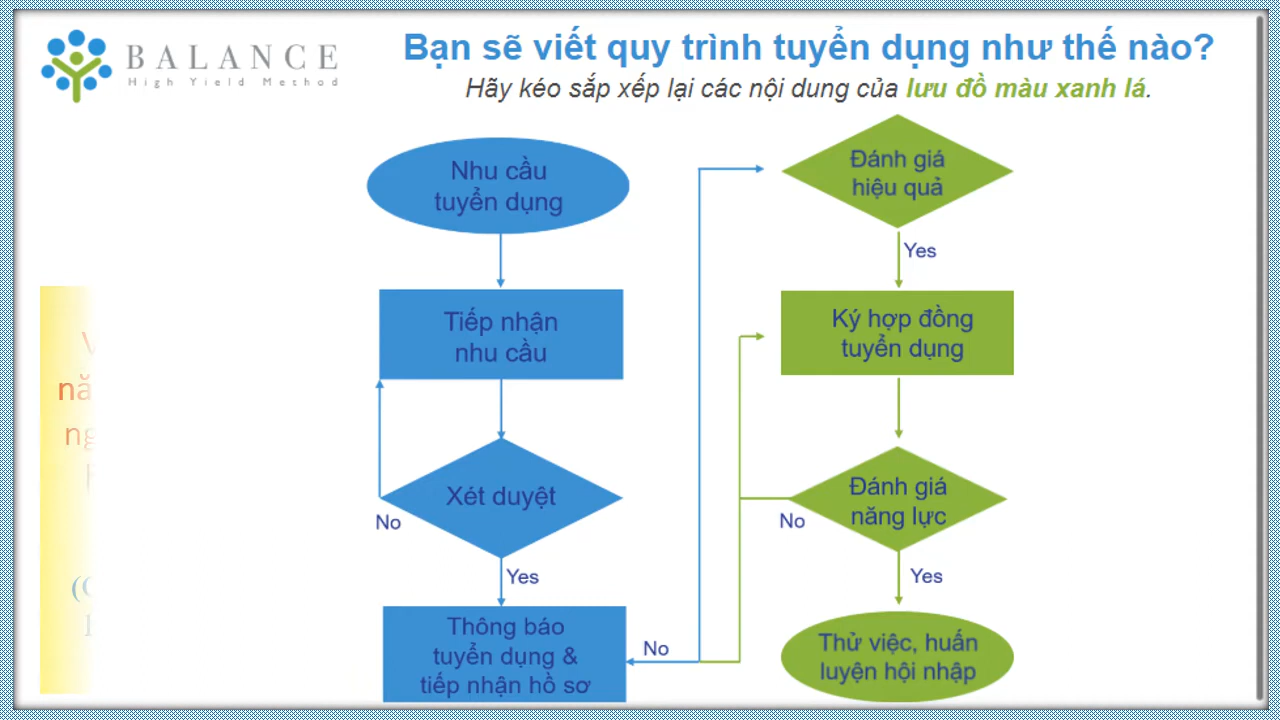 BALANCE
High Yield Method
Bạn sẽ viết quy trình tuyển dụng như thế nào?
Hãy kéo sắp xếp lại các nội dung của lưu đồ màu xanh lá.
Nhu cầu
tuyển dụng
Tiếp nhận
nhu cầu
Xét duyệt
No
Yes
Thông báo
tuyển dụng &
tiếp nhận hồ sơ
No
Đánh giá
hiệu quả
Yes
Ký hợp đồng
tuyển dụng
Đánh giá
năng lực
No
Yes
Thử việc, huấn
luyện hội nhập